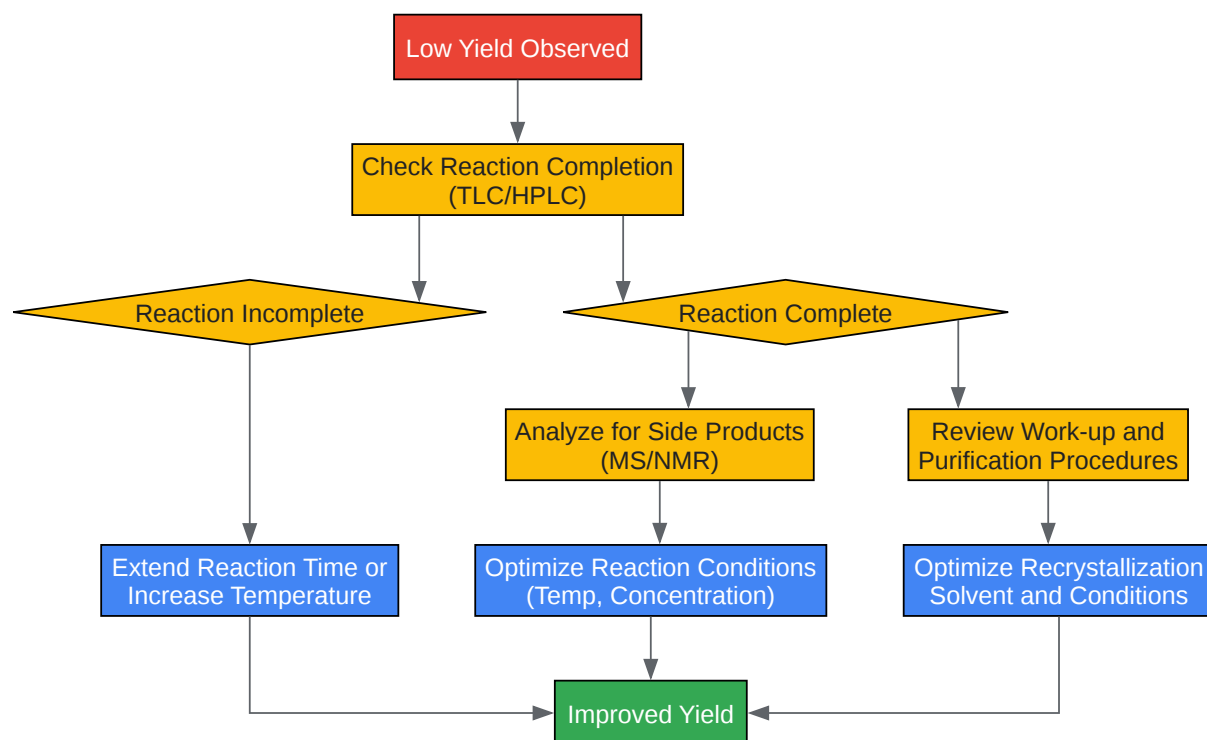 Low Yield Observed
Check Reaction Completion
(TLC/HPLC)
Reaction Incomplete
Reaction Complete
Analyze for Side Products
(MS/NMR)
Review Work-up and
Purification Procedures
Extend Reaction Time or
Increase Temperature
Optimize Reaction Conditions
(Temp, Concentration)
Optimize Recrystallization
Solvent and Conditions
Improved Yield